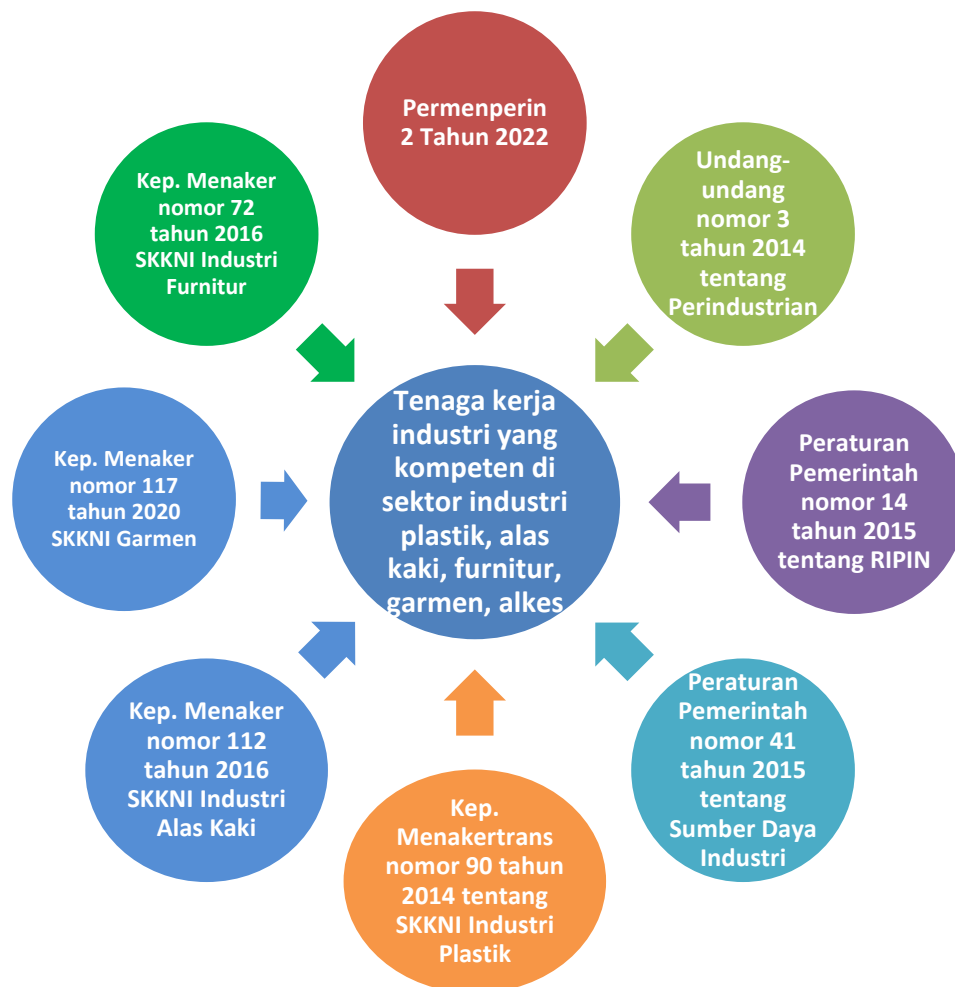 Permenperin
2 Tahun 2022
Undang-
undang
nomor 3
tahun 2014
tentang
Perindustrian
Peraturan
Pemerintah
nomor 14
tahun 2015
tentang RIPIN
Peraturan
Pemerintah
nomor 41
tahun 2015
tentang
Sumber Daya
Industri
Kep.
Menakertrans
nomor 90 tahun
2014 tentang
SKKNI Industri
Plastik
Kep. Menaker
nomor 112
tahun 2016
SKKNI Industri
Alas Kaki
Kep. Menaker
nomor 117
tahun 2020
SKKNI Garmen
Kep. Menaker
nomor 72
tahun 2016
SKKNI Industri
Furnitur
Tenaga kerja
industri yang
kompeten di
sektor industri
plastik, alas
kaki, furnitur,
garmen, alkes